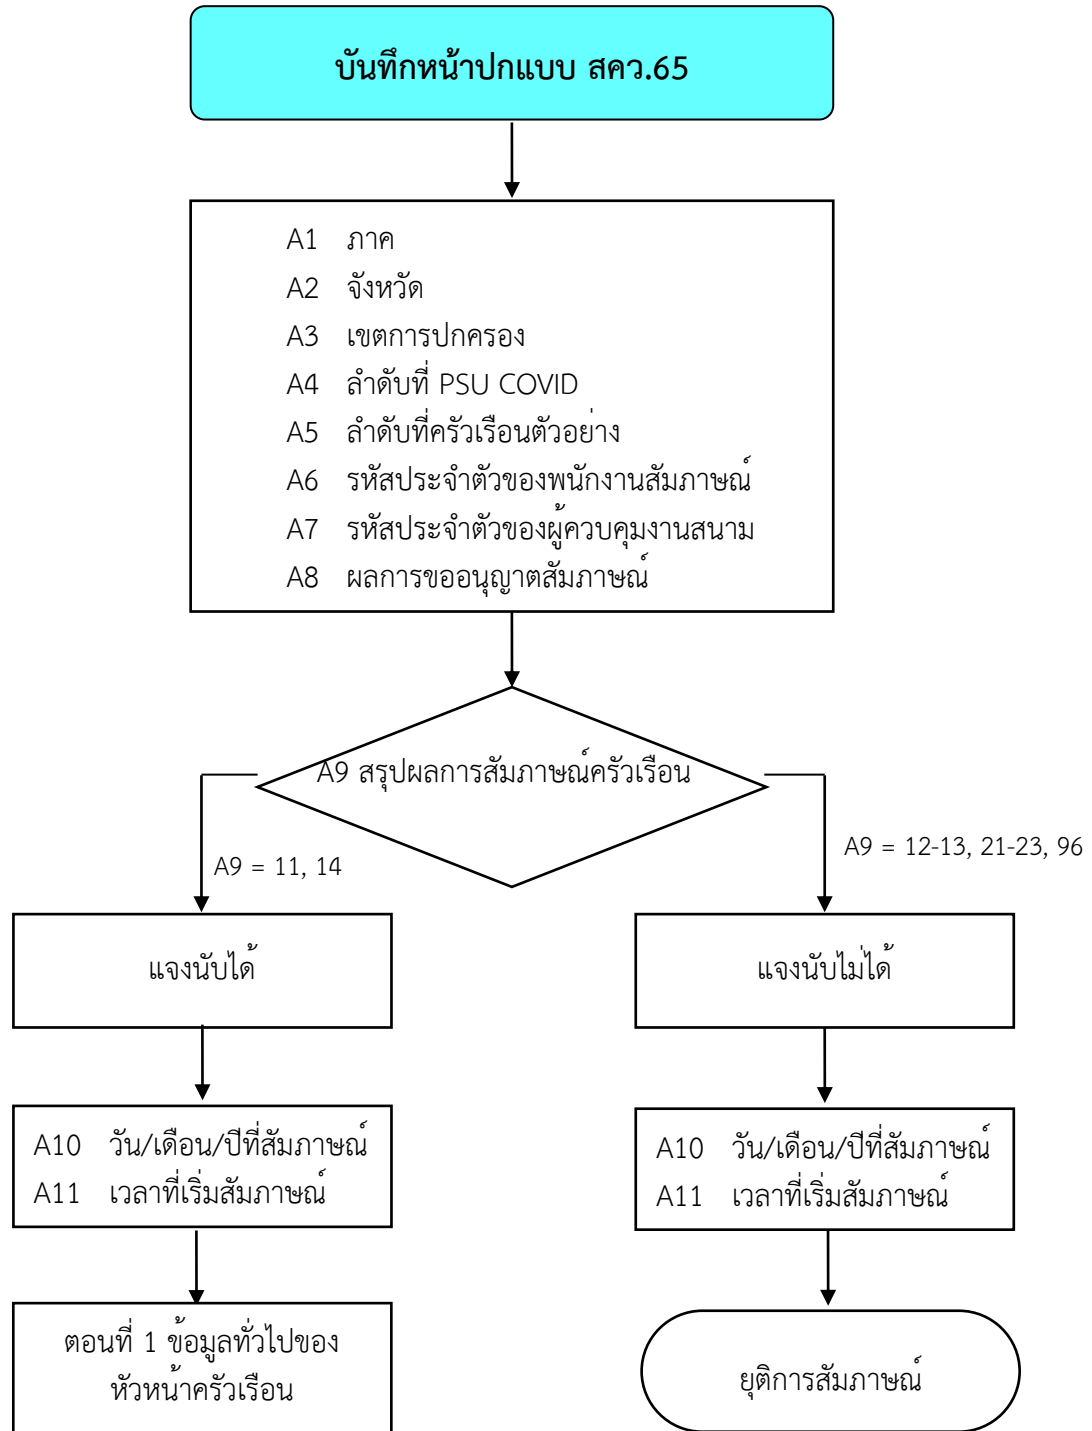 บันทึกหน้าปกแบบ สคว.65
A1 ภาค
A2 จังหวัด
A3 เขตการปกครอง
A4 ลำดับที่ PSU COVID
A5 ลำดับที่ครัวเรือนตัวอย่าง
A6 รหัสประจำตัวของพนักงานสัมภาษณ์
A7 รหัสประจำตัวของผู้ควบคุมงานสนาม
A8 ผลการขออนุญาตสัมภาษณ์
A9 สรุปผลการสัมภาษณ์ครัวเรือน
A9 = 11, 14
A9 = 12-13, 21-23, 96
แจงนับได้
แจงนับไม่ได้
A10 วัน/เดือน/ปีที่สัมภาษณ์
A11 เวลาที่เริ่มสัมภาษณ์
A10 วัน/เดือน/ปีที่สัมภาษณ์
A11 เวลาที่เริ่มสัมภาษณ์
ตอนที่ 1 ข้อมูลทั่วไปของ
หัวหน้าครัวเรือน
ยุติการสัมภาษณ์